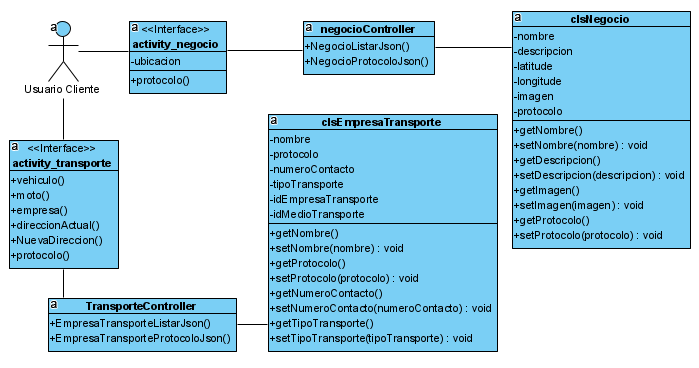 a
Usuario Cliente
a
<<Interface>>
activity_negocio
-ubicacion
+protocolo()
a
negocioController
+NegocioListarJson()
+NegocioProtocoloJson()
a
clsNegocio
-nombre
-descripcion
-latitude
-longitude
-imagen
-protocolo
+getNombre()
+setNombre(nombre) : void
+getDescripcion()
+setDescripcion(descripcion) : void
+getImagen()
+setImagen(imagen) : void
+getProtocolo()
+setProtocolo(protocolo) : void
a
<<Interface>>
activity_transporte
+vehiculo()
+moto()
+empresa()
+direccionActual()
+NuevaDireccion()
+protocolo()
a
clsEmpresaTransporte
-nombre
-protocolo
-numeroContacto
-tipoTransporte
-idEmpresaTransporte
-idMedioTransporte
+getNombre()
+setNombre(nombre) : void
+getProtocolo()
+setProtocolo(protocolo) : void
+getNumeroContacto()
+setNumeroContacto(numeroContacto) : void
+getTipoTransporte()
+setTipoTransporte(tipoTransporte) : void
a
TransporteController
+EmpresaTransporteListarJson()
+EmpresaTransporteProtocoloJson()